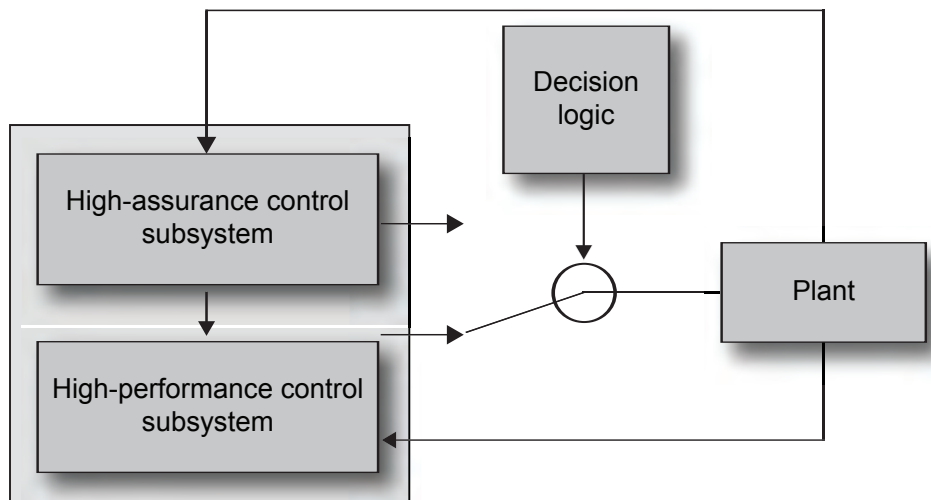 Decision
logic
High-assurance control
subsystem
Plant
High-performance control
subsystem